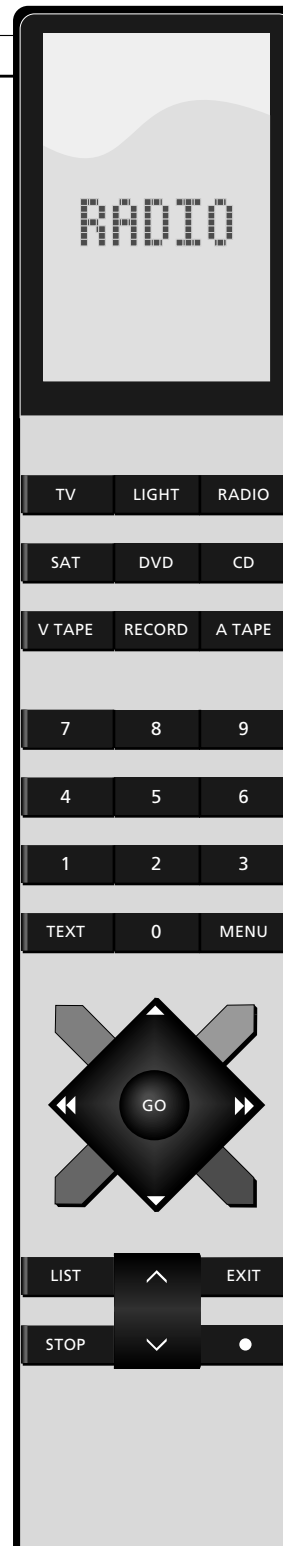 RADIO
TV LIGHT RADIO
SAT DVD CD
V TAPE RECORD A TAPE
7 8 9
4 5 6
1 2 3
TEXT 0 MENU
GO
LIST EXIT
STOP